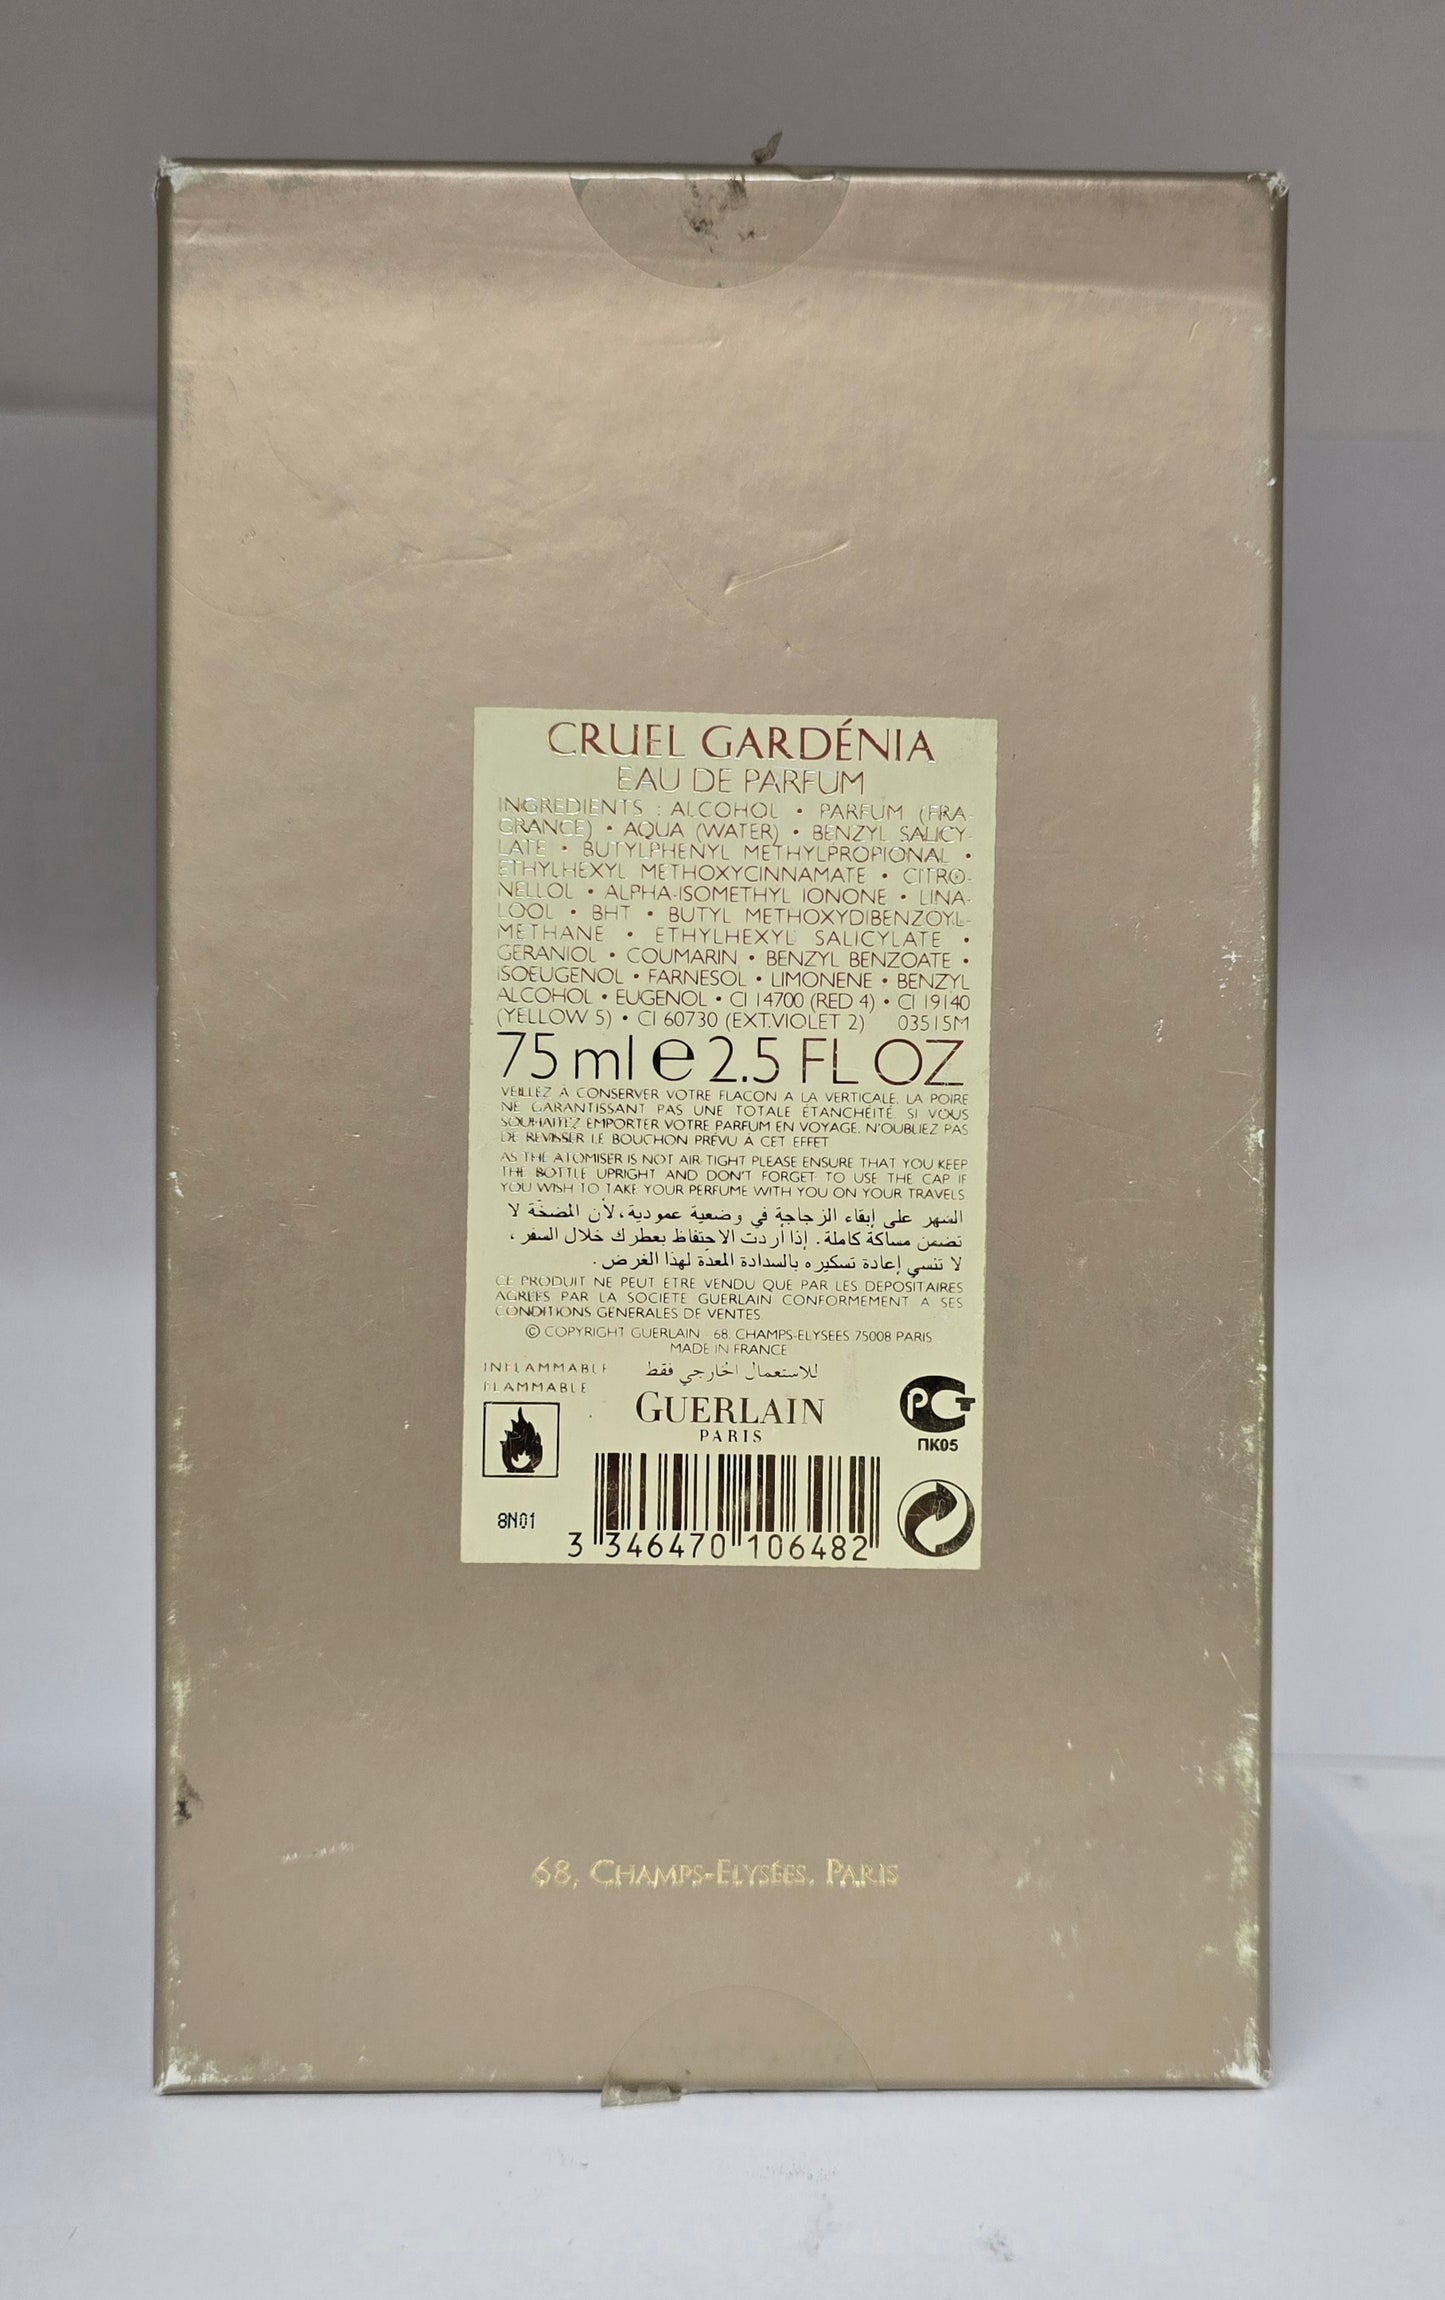 CRUEL GARDÉNIA
EAU DE PARFUM
INGREDIENTS : ALCOHOL • PARFUM (FRA-
GRANCE) • AQUA (WATER) • BENZYL SALICY-
LATE • BUTYLPHENYL METHYLPROPIONAL •
ETHYLHEXYL METHOXYCINNAMATE • CITRO-
NELLOL • ALPHA-ISOMETHYL IONONE • LINA-
LOOL • BHT • BUTYL METHOXYDIBENZOYL-
METHANE • ETHYLHEXYL SALICYLATE •
GERANIOL • COUMARIN • BENZYL BENZOATE •
ISOEUGENOL • FARNESOL • LIMONENE • BENZYL
ALCOHOL • EUGENOL • CI 14700 (RED 4) • CI 19140
(YELLOW 5) • CI 60730 (EXT.VIOLET 2) 03515M
75 ml e 2.5 FL OZ
VEILLEZ À CONSERVER VOTRE FLACON A LA VERTICALE. LA POIRE
NE GARANTISSANT PAS UNE TOTALE ÉTANCHÉITÉ. SI VOUS
SOUHAITEZ EMPORTER VOTRE PARFUM EN VOYAGE, N'OUBLIEZ PAS
DE REVISSER LE BOUCHON PRÉVU À CET EFFET
AS THE ATOMISER IS NOT AIR TIGHT PLEASE ENSURE THAT YOU KEEP
THE BOTTLE UPRIGHT AND DON'T FORGET TO USE THE CAP IF
YOU WISH TO TAKE YOUR PERFUME WITH YOU ON YOUR TRAVELS
السّهر على إبقاء الزجاجة في وضعية عمودية، لأن المضخّة لا
تضمن مساكة كاملة. إذا أردت الاحتفاظ بعطرك خلال السفر،
لا تنسي إعادة تسكيره بالسدادة المعدّة لهذا الغرض.
CE PRODUIT NE PEUT ETRE VENDU QUE PAR LES DEPOSITAIRES
AGREES PAR LA SOCIETE GUERLAIN CONFORMEMENT A SES
CONDITIONS GENERALES DE VENTES
© COPYRIGHT GUERLAIN 68, CHAMPS-ELYSEES 75008 PARIS
MADE IN FRANCE
INFLAMMABLE للاستعمال الخارجي فقط
FLAMMABLE
GUERLAIN
PARIS
РСТ
ПК05
8N01
3 346470 106482
68, CHAMPS-ELYSÉES, PARIS